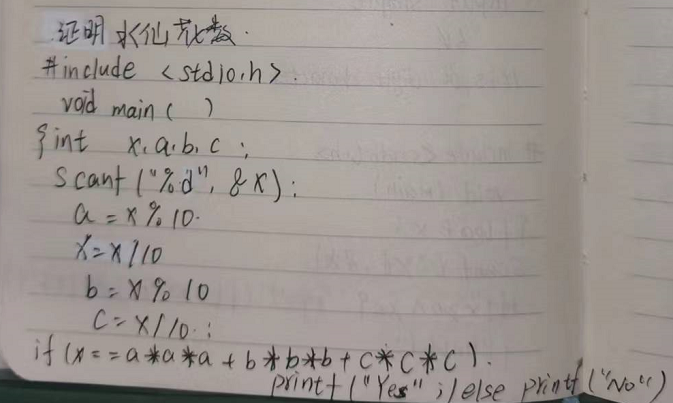 证明水仙花数.
#include <stdio.h>.
void main( )
{int x.a.b.c ;
scanf("%d", &x);
a = x % 10.
x = x / 10
b = x % 10
c = x / 10.;
if (x==a*a*a + b*b*b + c*c*c).
printf("Yes" ;)else printf("No")